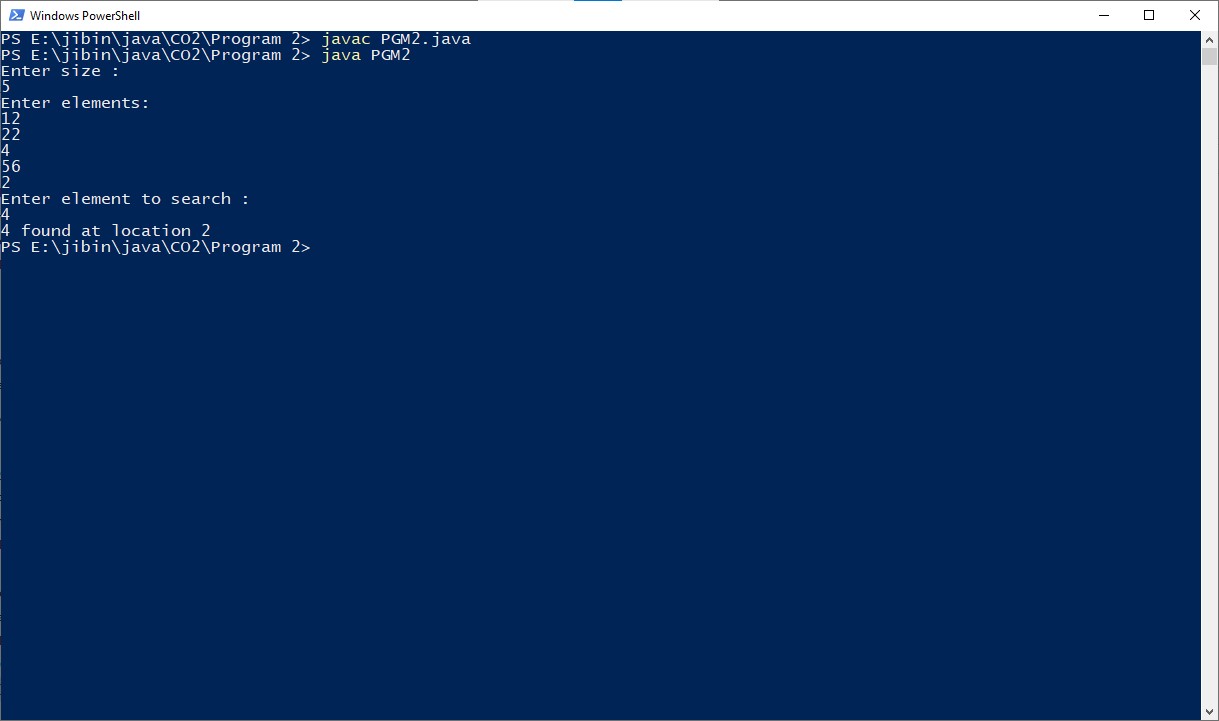 Windows PowerShell
PS E:\jibin\java\CO2\Program 2> javac PGM2.java
PS E:\jibin\java\CO2\Program 2> java PGM2
Enter size :
5
Enter elements:
12
22
4
56
2
Enter element to search :
4
4 found at location 2
PS E:\jibin\java\CO2\Program 2>